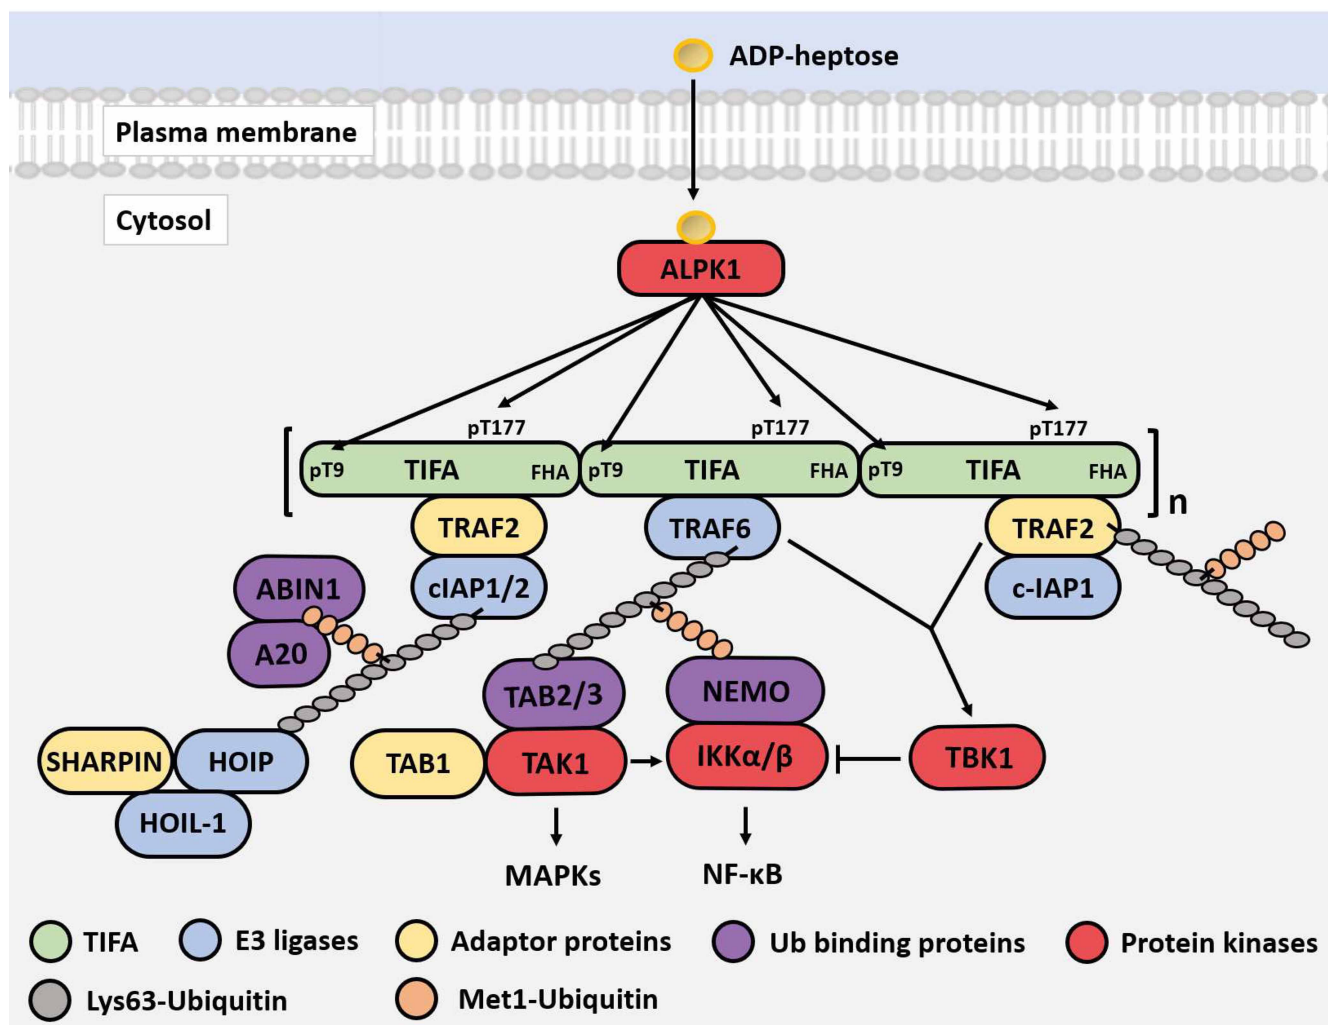 ADP-heptose
Plasma membrane
Cytosol
ALPK1
pT177 pT177 pT177
pT9 TIFA FHA pT9 TIFA FHA pT9 TIFA FHA
n
TRAF2 TRAF6 TRAF2
ABIN1 cIAP1/2 c-IAP1
A20
TAB2/3 NEMO
SHARPIN HOIP TAB1 TAK1 IKKα/β TBK1
HOIL-1
MAPKs NF-κB
TIFA E3 ligases Adaptor proteins Ub binding proteins Protein kinases
Lys63-Ubiquitin Met1-Ubiquitin